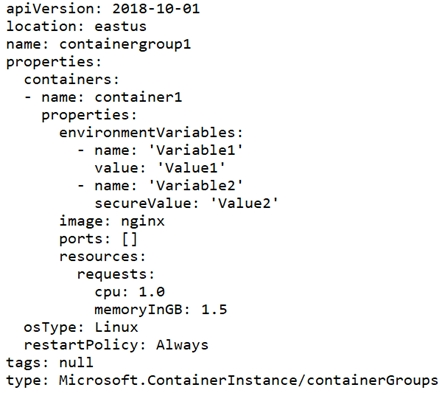 apiVersion: 2018-10-01
location: eastus
name: containergroup1
properties:
  containers:
  - name: container1
    properties:
      environmentVariables:
        - name: 'Variable1'
          value: 'Value1'
        - name: 'Variable2'
          secureValue: 'Value2'
      image: nginx
      ports: []
      resources:
        requests:
          cpu: 1.0
          memoryInGB: 1.5
  osType: Linux
  restartPolicy: Always
tags: null
type: Microsoft.ContainerInstance/containerGroups